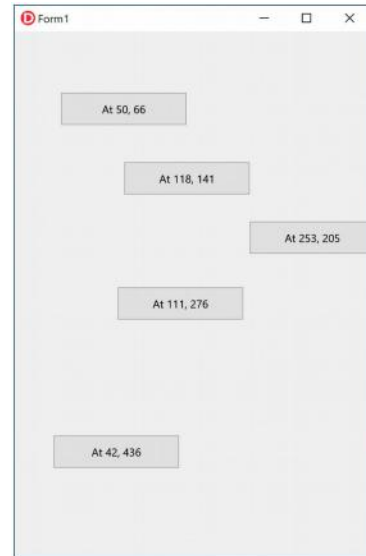 Form1
At 50, 66
At 118, 141
At 253, 205
At 111, 276
At 42, 436